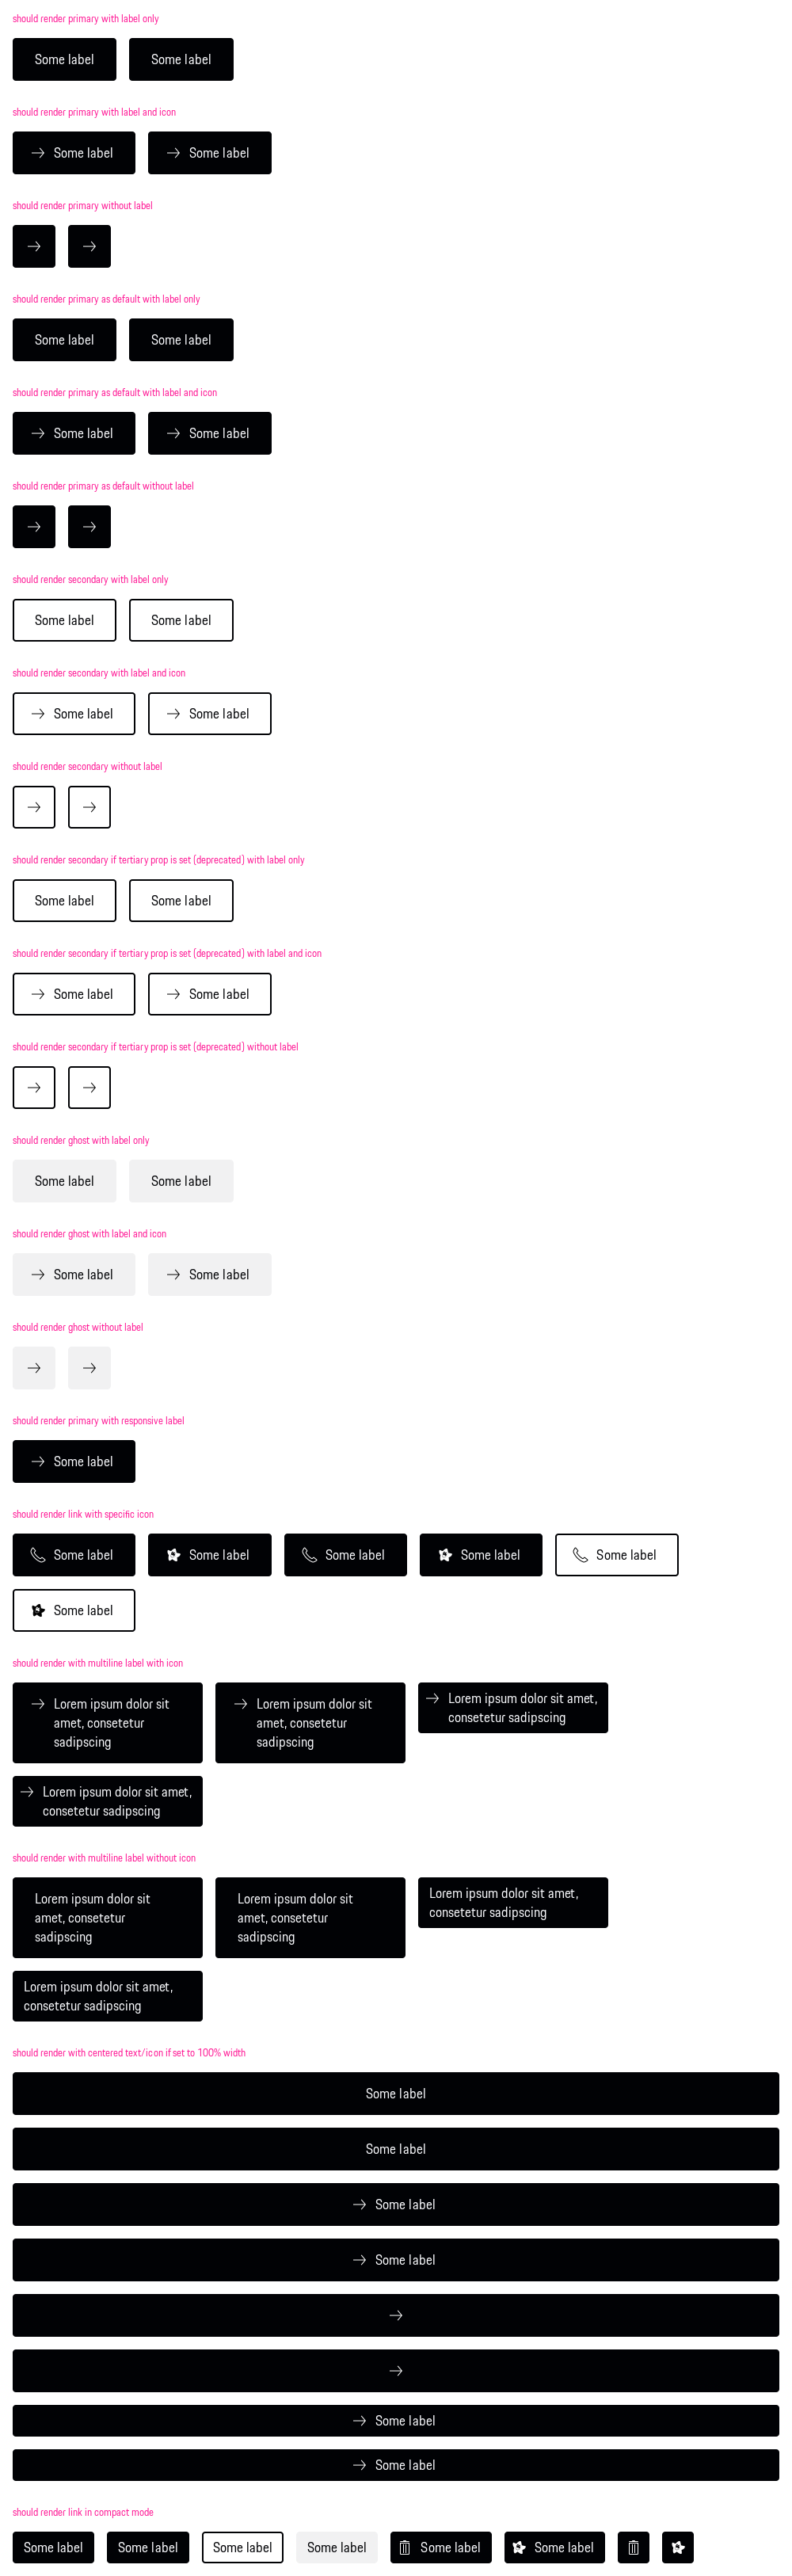 should render primary with label only
Some label Some label
should render primary with label and icon
Some label Some label
should render primary without label
should render primary as default with label only
Some label Some label
should render primary as default with label and icon
Some label Some label
should render primary as default without label
should render secondary with label only
Some label Some label
should render secondary with label and icon
Some label Some label
should render secondary without label
should render secondary if tertiary prop is set (deprecated) with label only
Some label Some label
should render secondary if tertiary prop is set (deprecated) with label and icon
Some label Some label
should render secondary if tertiary prop is set (deprecated) without label
should render ghost with label only
Some label Some label
should render ghost with label and icon
Some label Some label
should render ghost without label
should render primary with responsive label
Some label
should render link with specific icon
Some label Some label Some label Some label Some label
Some label
should render with multiline label with icon
Lorem ipsum dolor sit
amet, consetetur
sadipscing
Lorem ipsum dolor sit
amet, consetetur
sadipscing
Lorem ipsum dolor sit amet,
consetetur sadipscing
Lorem ipsum dolor sit amet,
consetetur sadipscing
should render with multiline label without icon
Lorem ipsum dolor sit
amet, consetetur
sadipscing
Lorem ipsum dolor sit
amet, consetetur
sadipscing
Lorem ipsum dolor sit amet,
consetetur sadipscing
Lorem ipsum dolor sit amet,
consetetur sadipscing
should render with centered text/icon if set to 100% width
Some label
Some label
Some label
Some label
Some label
Some label
should render link in compact mode
Some label Some label Some label Some label Some label Some label